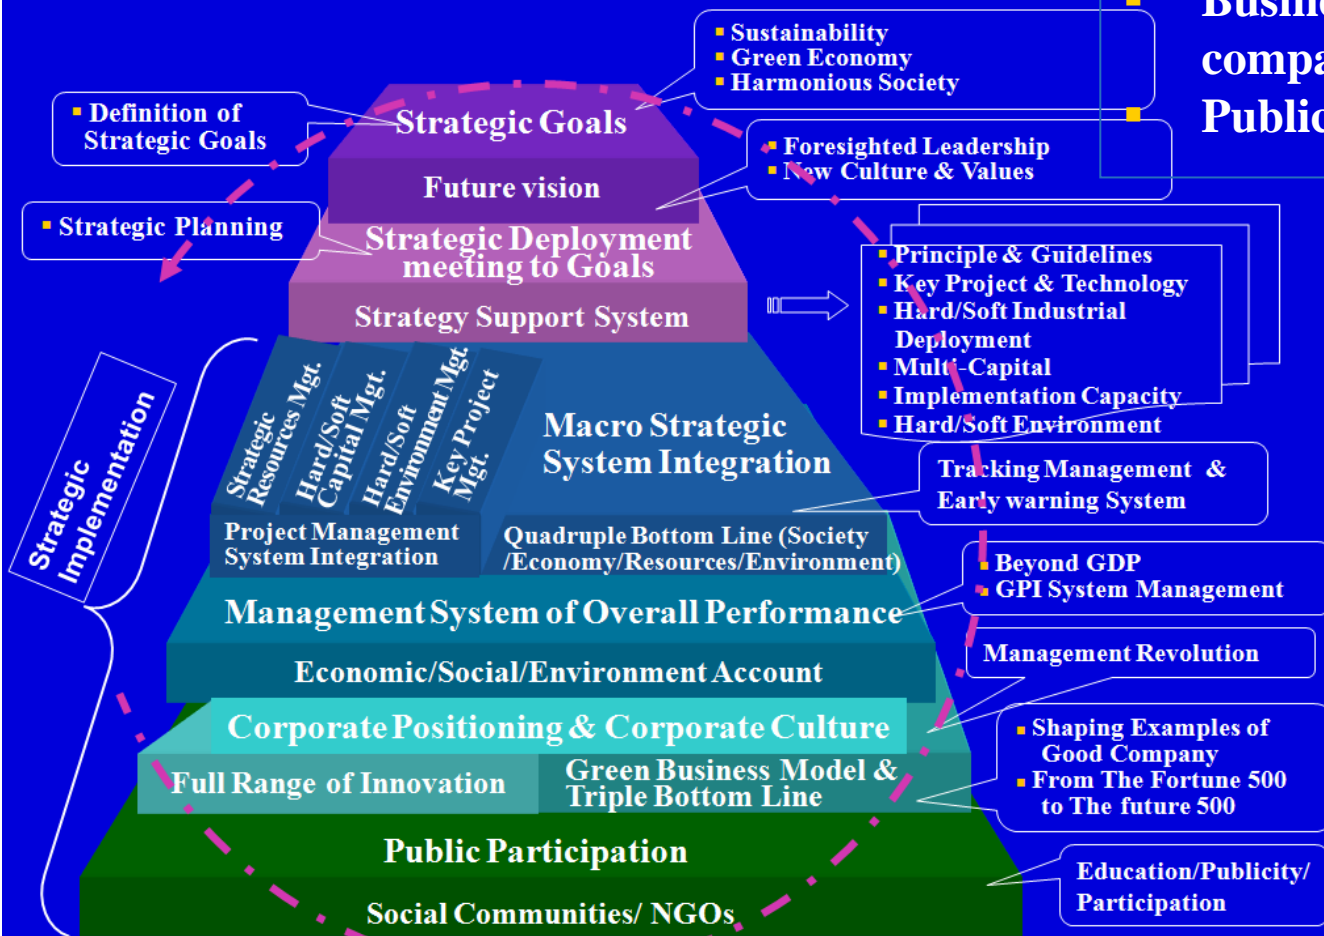 Sustainability
Green Economy
Harmonious Society
Definition of
Strategic Goals
Strategic Goals
Foresighted Leadership
New Culture & Values
Future vision
Strategic Planning
Strategic Deployment
meeting to Goals
Principle & Guidelines
Key Project & Technology
Hard/Soft Industrial
Deployment
Multi-Capital
Implementation Capacity
Hard/Soft Environment
Strategy Support System
Strategic
Implementation
Strategic
Resources Mgt.
Hard/Soft
Capital Mgt.
Hard/Soft
Environment Mgt.
Key Project
Mgt.
Macro Strategic
System Integration
Tracking Management &
Early warning System
Project Management
System Integration
Quadruple Bottom Line (Society
/Economy/Resources/Environment)
Beyond GDP
GPI System Management
Management System of Overall Performance
Management Revolution
Economic/Social/Environment Account
Corporate Positioning & Corporate Culture
Shaping Examples of
Good Company
From The Fortune 500
to The future 500
Full Range of Innovation
Green Business Model &
Triple Bottom Line
Public Participation
Education/Publicity/
Participation
Social Communities/ NGOs
Public